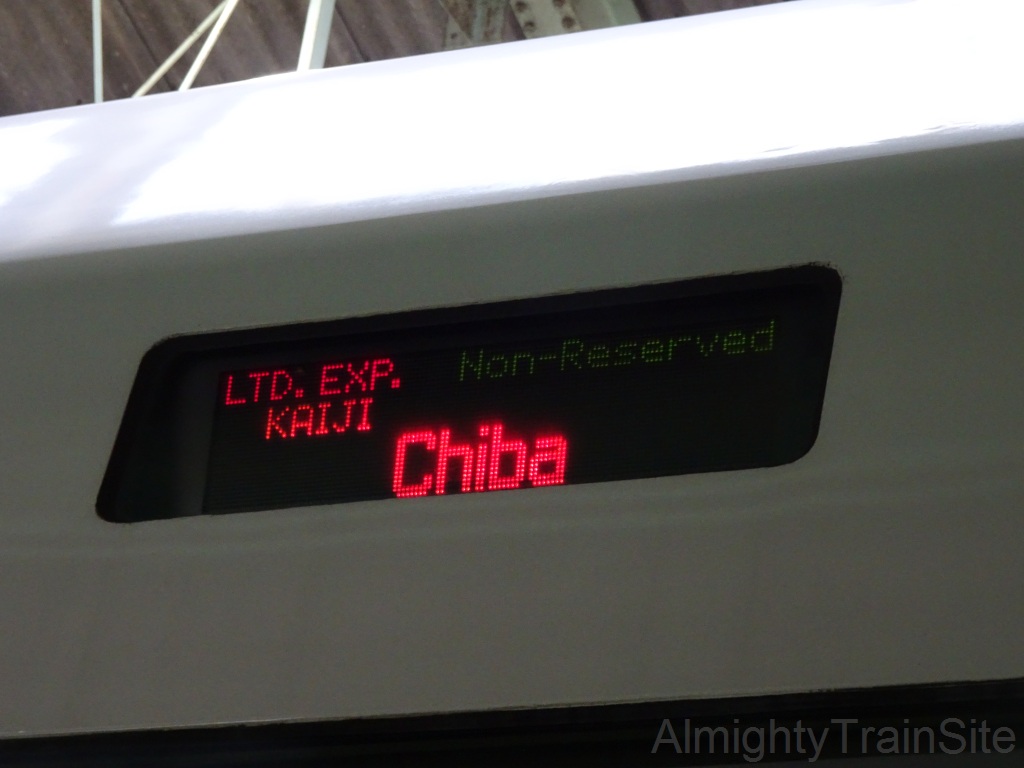 LTD. EXP. Non-Reserved
KAIJI
Chiba
AlmightyTrainSite